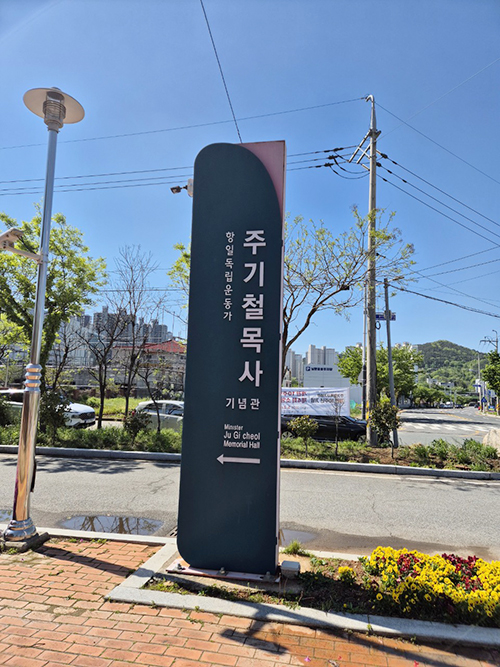 항일독립운동가
주기철목사
기념관
Minister
Ju Gi cheol
Memorial Hall